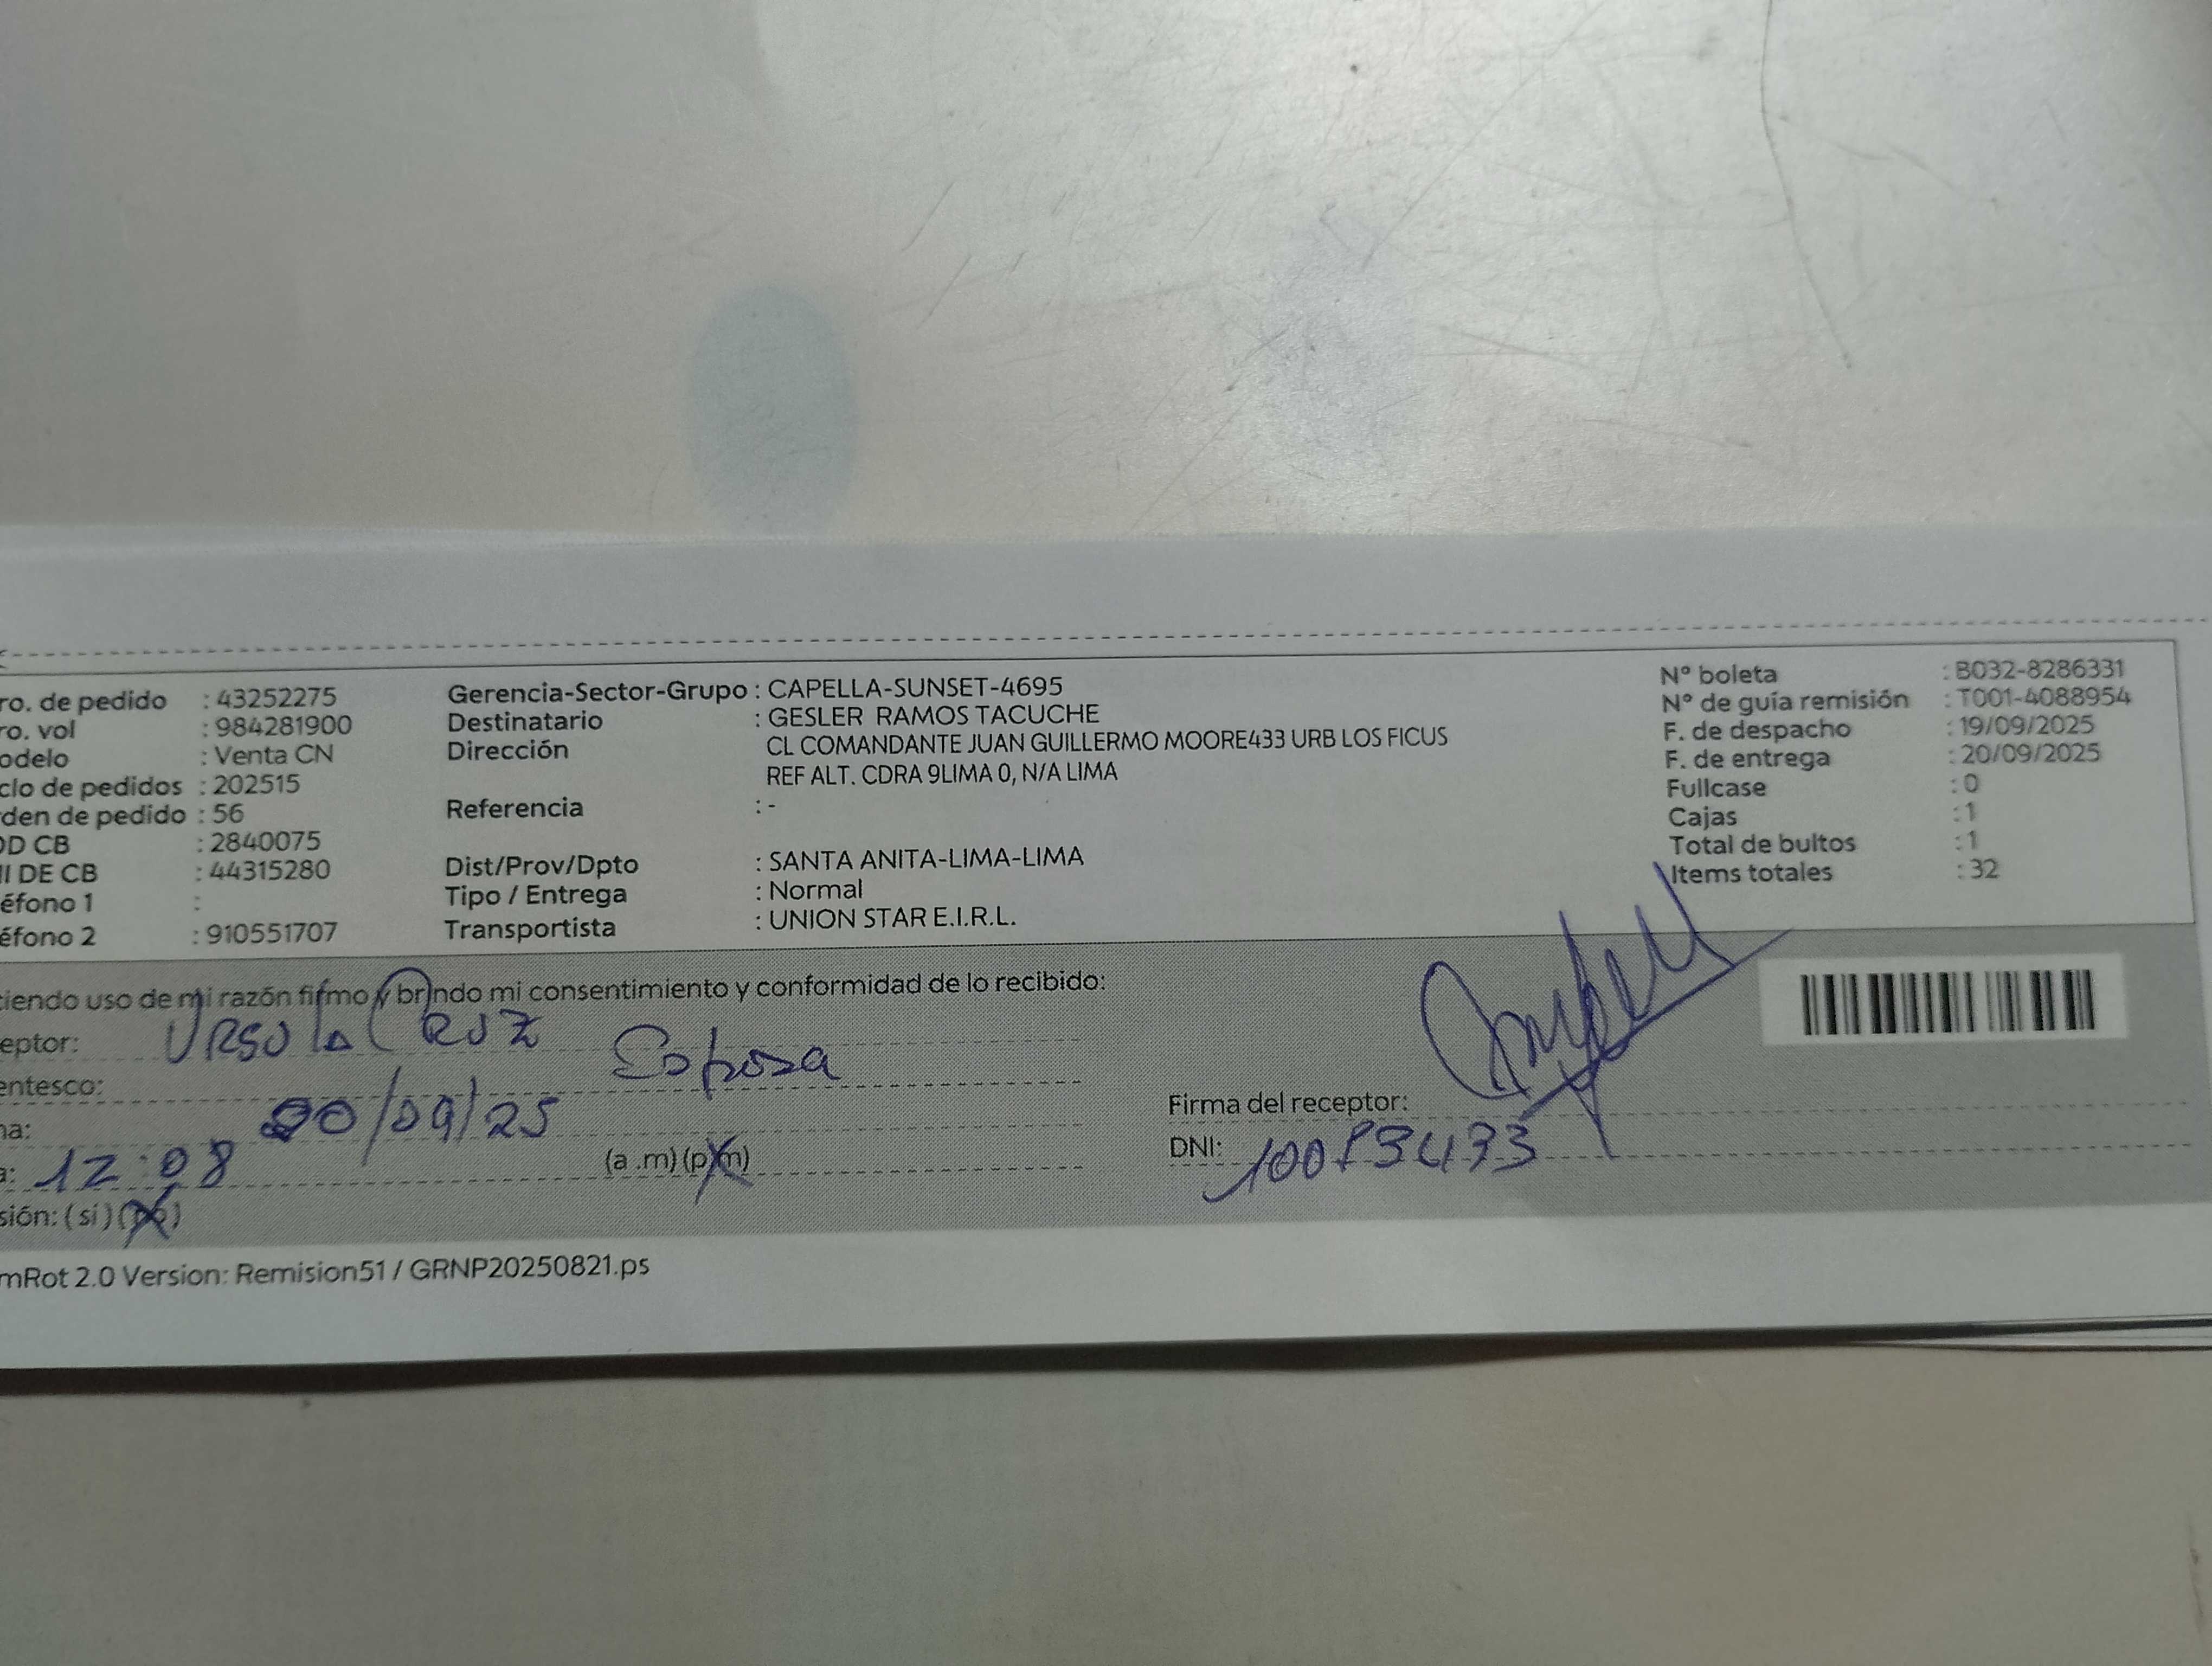 ro. de pedido : 43252275 Gerencia-Sector-Grupo : CAPELLA-SUNSET-4695 N° boleta : B032-8286331
ro. vol : 984281900 Destinatario : GESLER RAMOS TACUCHE N° de guía remisión : T001-4088954
odelo : Venta CN Dirección CL COMANDANTE JUAN GUILLERMO MOORE433 URB LOS FICUS F. de despacho : 19/09/2025
clo de pedidos : 202515 REF ALT. CDRA 9LIMA 0, N/A LIMA F. de entrega : 20/09/2025
den de pedido : 56 Referencia : - Fullcase : 0
OD CB : 2840075 Cajas : 1
II DE CB : 44315280 Dist/Prov/Dpto : SANTA ANITA-LIMA-LIMA Total de bultos : 1
éfono 1 : Tipo / Entrega : Normal Items totales : 32
éfono 2 : 910551707 Transportista : UNION STAR E.I.R.L.
iendo uso de mi razón firmo y brindo mi consentimiento y conformidad de lo recibido:
eptor: URSULA CRUZ
entesco: Esposa
na: 20/09/25 Firma del receptor:
a: 12:08 (a .m) (pm) DNI: 10083433
sión: ( sí ) (no)
mRot 2.0 Version: Remision51 / GRNP20250821.ps